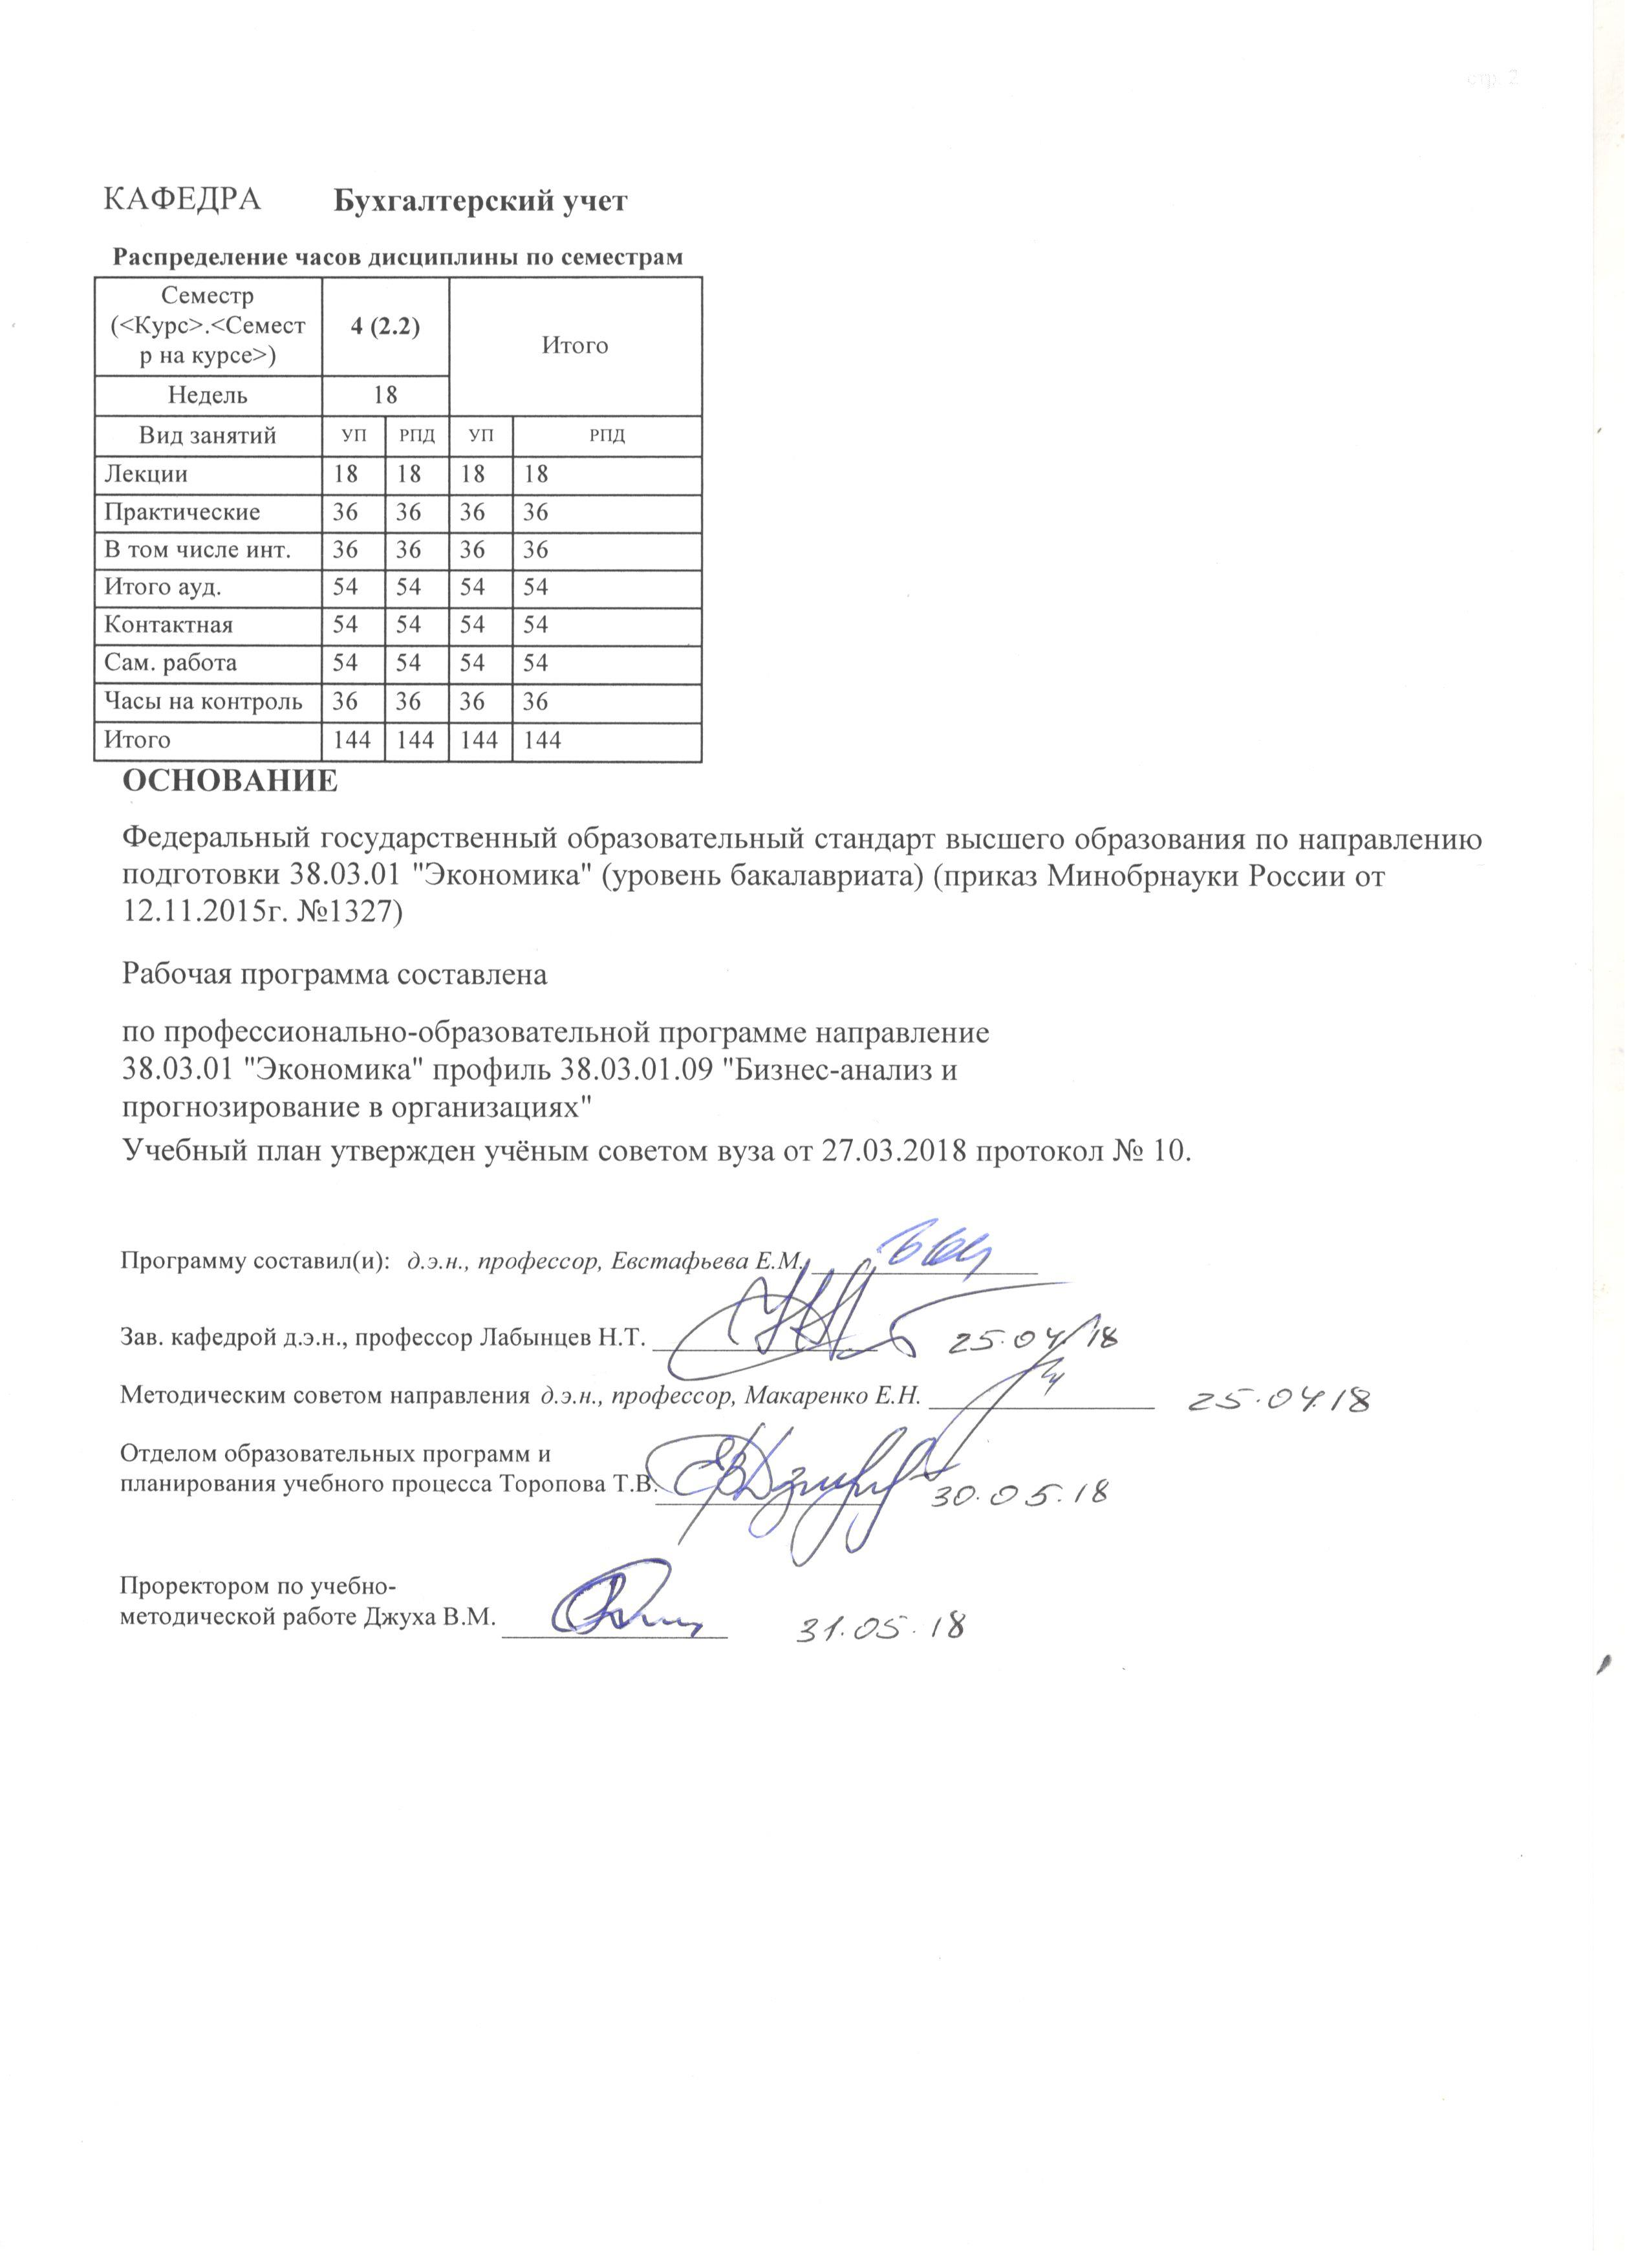 стр. 2
КАФЕДРА Бухгалтерский учет
Распределение часов дисциплины по семестрам
Семестр
(<Курс>.<Семест
р на курсе>)
4 (2.2)
Итого
Недель 18
Вид занятий УП РПД УП РПД
Лекции 18 18 18 18
Практические 36 36 36 36
В том числе инт. 36 36 36 36
Итого ауд. 54 54 54 54
Контактная 54 54 54 54
Сам. работа 54 54 54 54
Часы на контроль 36 36 36 36
Итого 144 144 144 144
ОСНОВАНИЕ
Федеральный государственный образовательный стандарт высшего образования по направлению
подготовки 38.03.01 "Экономика" (уровень бакалавриата) (приказ Минобрнауки России от
12.11.2015г. №1327)
Рабочая программа составлена
по профессионально-образовательной программе направление
38.03.01 "Экономика" профиль 38.03.01.09 "Бизнес-анализ и
прогнозирование в организациях"
Учебный план утвержден учёным советом вуза от 27.03.2018 протокол № 10.
Программу составил(и): д.э.н., профессор, Евстафьева Е.М.
Зав. кафедрой д.э.н., профессор Лабынцев Н.Т. 25.04.18
Методическим советом направления д.э.н., профессор, Макаренко Е.Н. 25.04.18
Отделом образовательных программ и
планирования учебного процесса Торопова Т.В. 30.05.18
Проректором по учебно-
методической работе Джуха В.М. 31.05.18